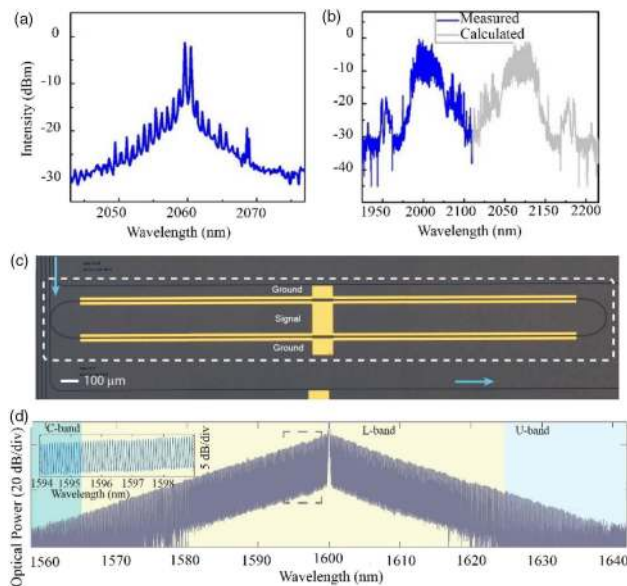 (a)
0
-10
-20
-30
Intensity (dBm)
2050
2060
2070
Wavelength (nm)
(b)
Measured
Calculated
0
-10
-20
-30
-40
1950
2000
2100
2150
2200
Wavelength (nm)
(c)
Ground
Signal
Ground
100 μm
(d)
C-band
L-band
U-band
5 dB/div
1594
1595
1596
1597
1598
Wavelength (nm)
Optical Power (20 dB/div)
1560
1570
1580
1590
1600
1610
1620
1630
1640
Wavelength (nm)